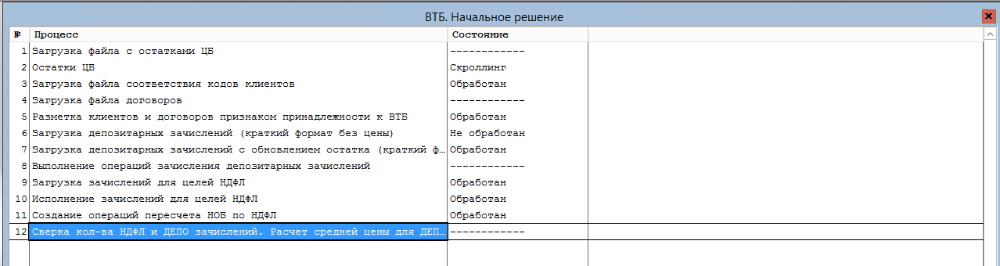 ВТБ. Начальное решение
№ Процесс Состояние
1 Загрузка файла с остатками ЦБ ------------
2 Остатки ЦБ Скроллинг
3 Загрузка файла соответствия кодов клиентов Обработан
4 Загрузка файла договоров ------------
5 Разметка клиентов и договоров признаком принадлежности к ВТБ Обработан
6 Загрузка депозитарных зачислений (краткий формат без цены) Не обработан
7 Загрузка депозитарных зачислений с обновлением остатка (краткий ф… Обработан
8 Выполнение операций зачисления депозитарных зачислений ------------
9 Загрузка зачислений для целей НДФЛ Обработан
10 Исполнение зачислений для целей НДФЛ Обработан
11 Создание операций пересчета НОБ по НДФЛ Обработан
12 Сверка кол-ва НДФЛ и ДЕПО зачислений. Расчет средней цены для ДЕП… ------------